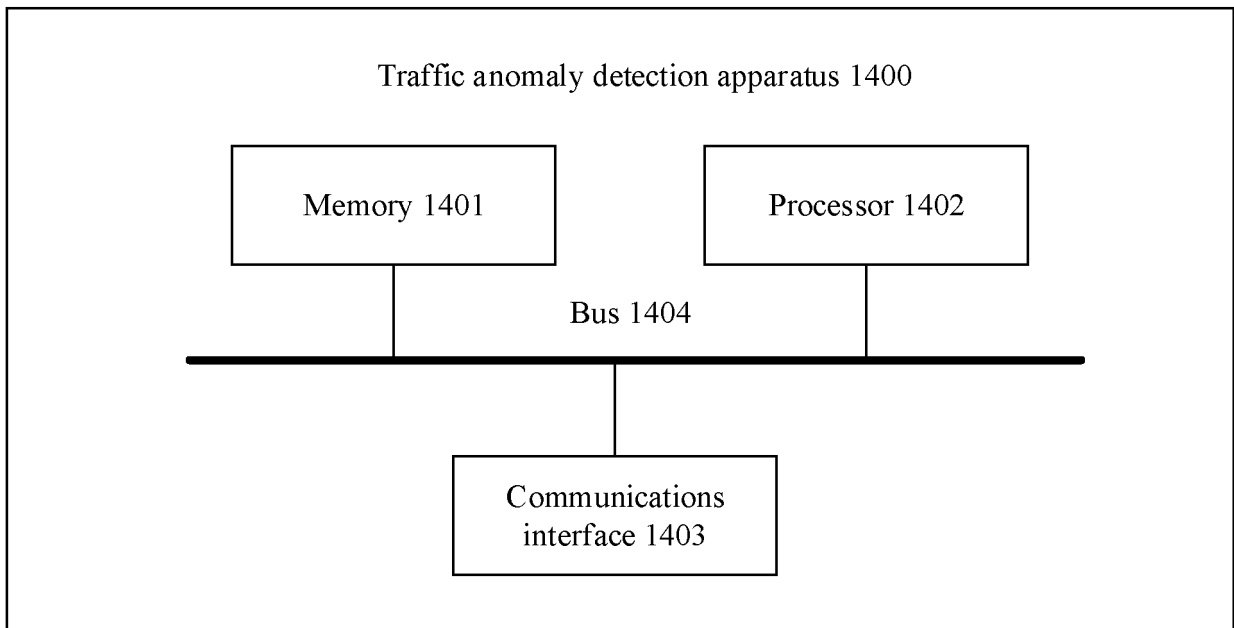 Traffic anomaly detection apparatus 1400
Memory 1401
Processor 1402
Bus 1404
Communications
interface 1403